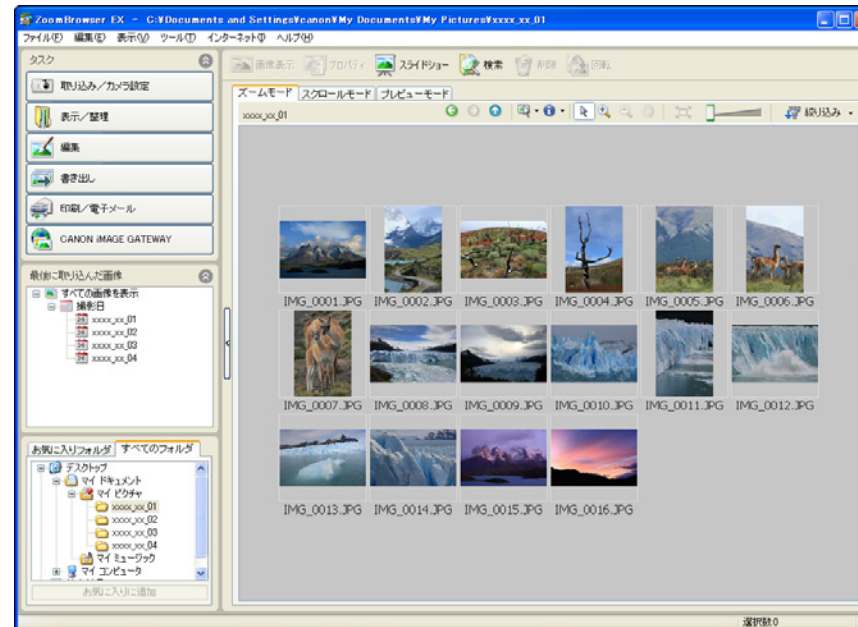 ZoomBrowser EX - C:¥Documents and Settings¥canon¥My Documents¥My Pictures¥xxxx_xx_01
ファイル(F) 編集(E) 表示(V) ツール(T) インターネット(I) ヘルプ(H)
タスク
取り込み/カメラ設定
表示/整理
編集
書き出し
印刷/電子メール
CANON iMAGE GATEWAY
最後に取り込んだ画像
すべての画像を表示
撮影日
xxxx_xx_01
xxxx_xx_02
xxxx_xx_03
xxxx_xx_04
お気に入りフォルダ すべてのフォルダ
デスクトップ
マイ ドキュメント
マイ ピクチャ
xxxx_xx_01
xxxx_xx_02
xxxx_xx_03
xxxx_xx_04
マイ ミュージック
マイ コンピュータ
お気に入りに追加
画像表示 プロパティ スライドショー 検索 削除 回転
ズームモード スクロールモード プレビューモード
xxxx_xx_01 絞り込み
IMG_0001.JPG IMG_0002.JPG IMG_0003.JPG IMG_0004.JPG IMG_0005.JPG IMG_0006.JPG
IMG_0007.JPG IMG_0008.JPG IMG_0009.JPG IMG_0010.JPG IMG_0011.JPG IMG_0012.JPG
IMG_0013.JPG IMG_0014.JPG IMG_0015.JPG IMG_0016.JPG
選択数:0